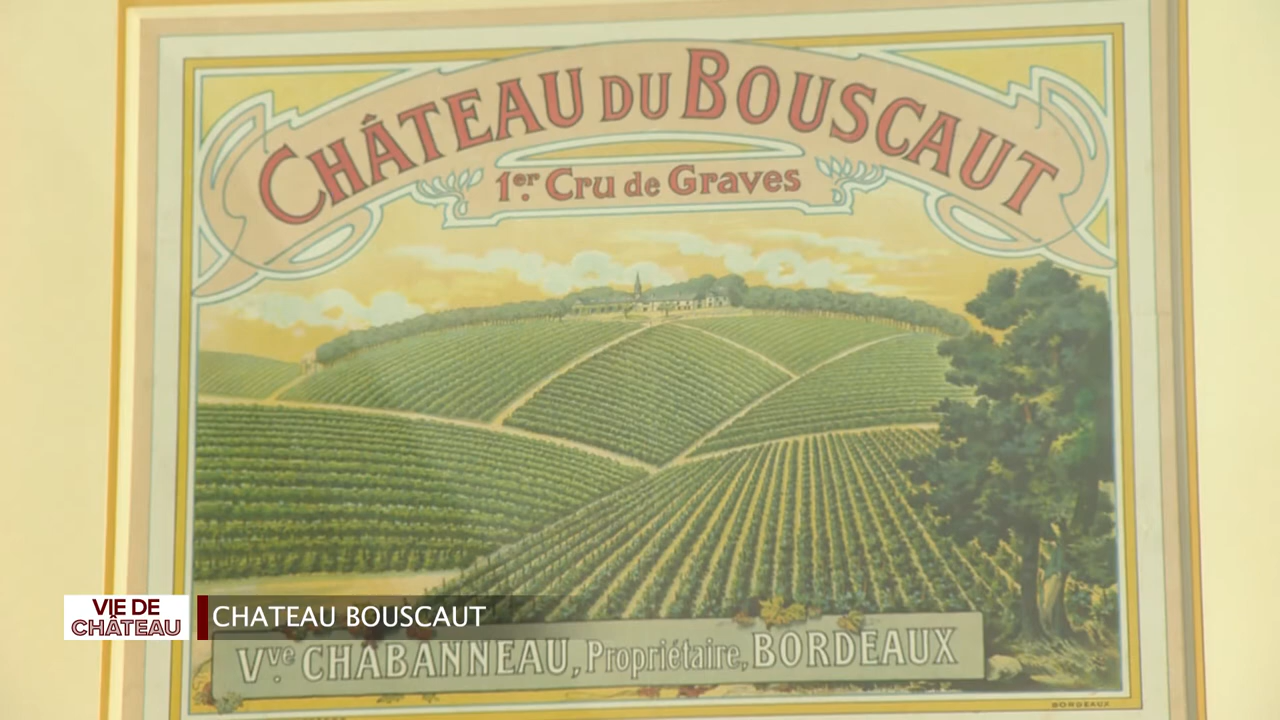 CHÂTEAU DU BOUSCAUT
1er Cru de Graves
VIE DE
CHÂTEAU
CHATEAU BOUSCAUT
Vve CHABANNEAU, Propriétaire, BORDEAUX
BORDEAUX